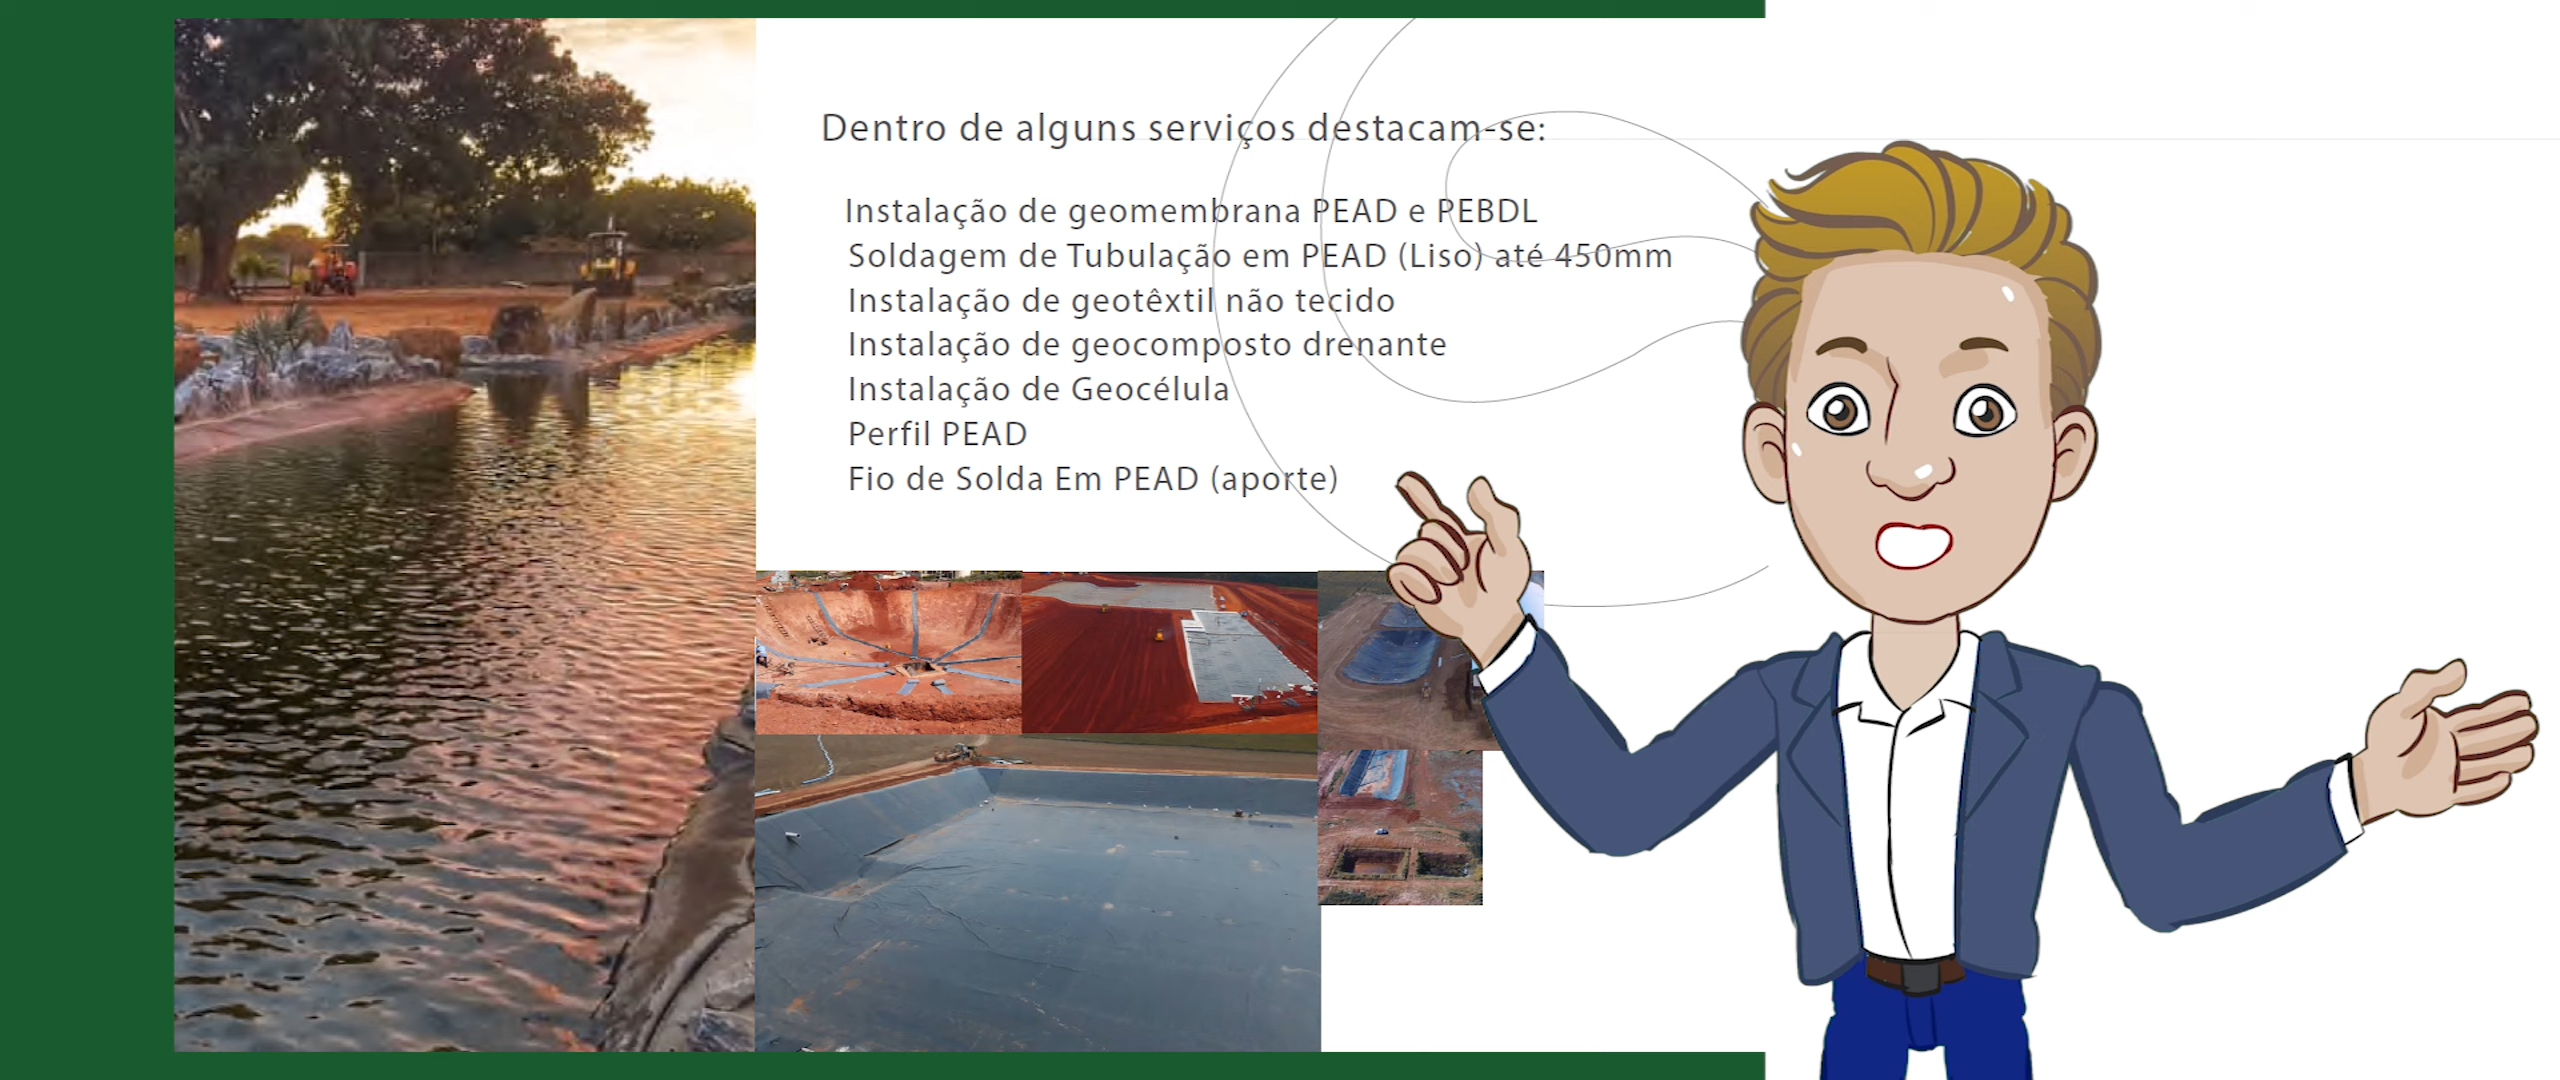 Dentro de alguns serviços destacam-se:
Instalação de geomembrana PEAD e PEBDL
Soldagem de Tubulação em PEAD (Liso) até 450mm
Instalação de geotêxtil não tecido
Instalação de geocomposto drenante
Instalação de Geocélula
Perfil PEAD
Fio de Solda Em PEAD (aporte)